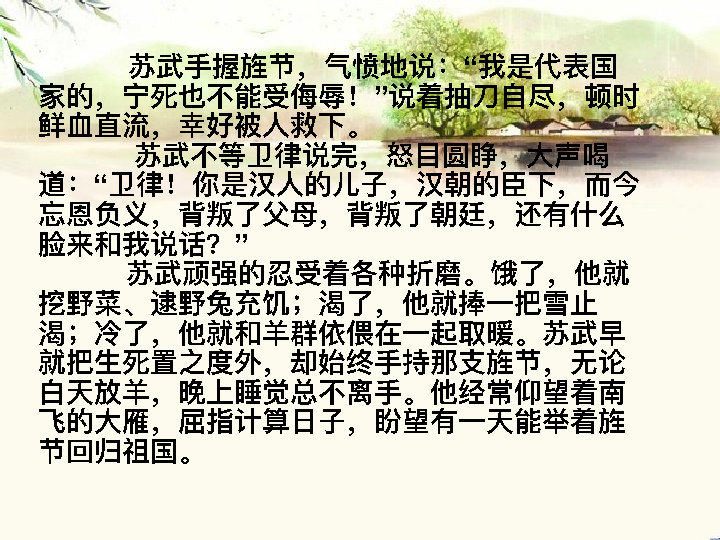 苏武手握旌节，气愤地说：“我是代表国
家的，宁死也不能受侮辱！”说着抽刀自尽，顿时
鲜血直流，幸好被人救下。
苏武不等卫律说完，怒目圆睁，大声喝
道：“卫律！你是汉人的儿子，汉朝的臣下，而今
忘恩负义，背叛了父母，背叛了朝廷，还有什么
脸来和我说话？”
苏武顽强的忍受着各种折磨。饿了，他就
挖野菜、逮野兔充饥；渴了，他就捧一把雪止
渴；冷了，他就和羊群依偎在一起取暖。苏武早
就把生死置之度外，却始终手持那支旌节，无论
白天放羊，晚上睡觉总不离手。他经常仰望着南
飞的大雁，屈指计算日子，盼望有一天能举着旌
节回归祖国。